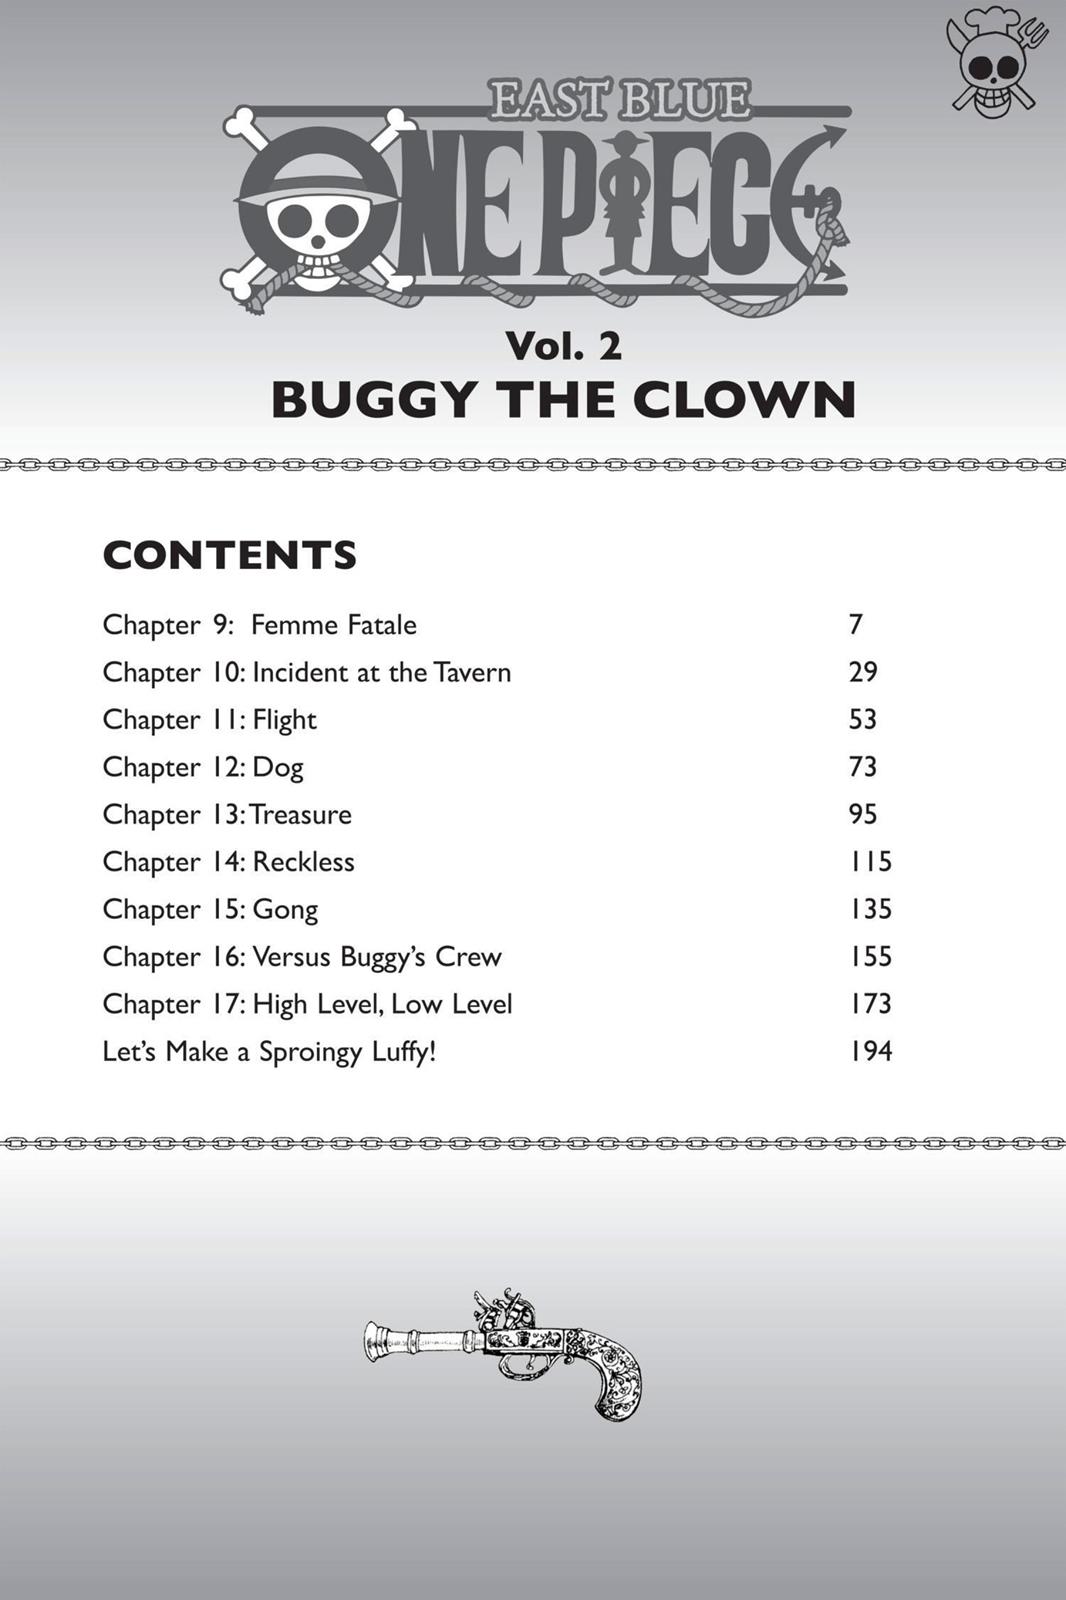 EAST BLUE
ONE PIECE
Vol. 2
BUGGY THE CLOWN
CONTENTS
Chapter 9: Femme Fatale 7
Chapter 10: Incident at the Tavern 29
Chapter 11: Flight 53
Chapter 12: Dog 73
Chapter 13: Treasure 95
Chapter 14: Reckless 115
Chapter 15: Gong 135
Chapter 16: Versus Buggy’s Crew 155
Chapter 17: High Level, Low Level 173
Let’s Make a Sproingy Luffy! 194